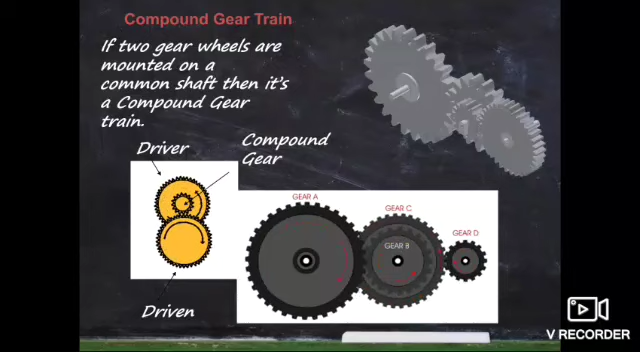 Compound Gear Train
If two gear wheels are
mounted on a
common shaft then it's
a Compound Gear
train.
Driver
Compound
Gear
GEAR A
GEAR C
GEAR D
GEAR B
Driven
V RECORDER